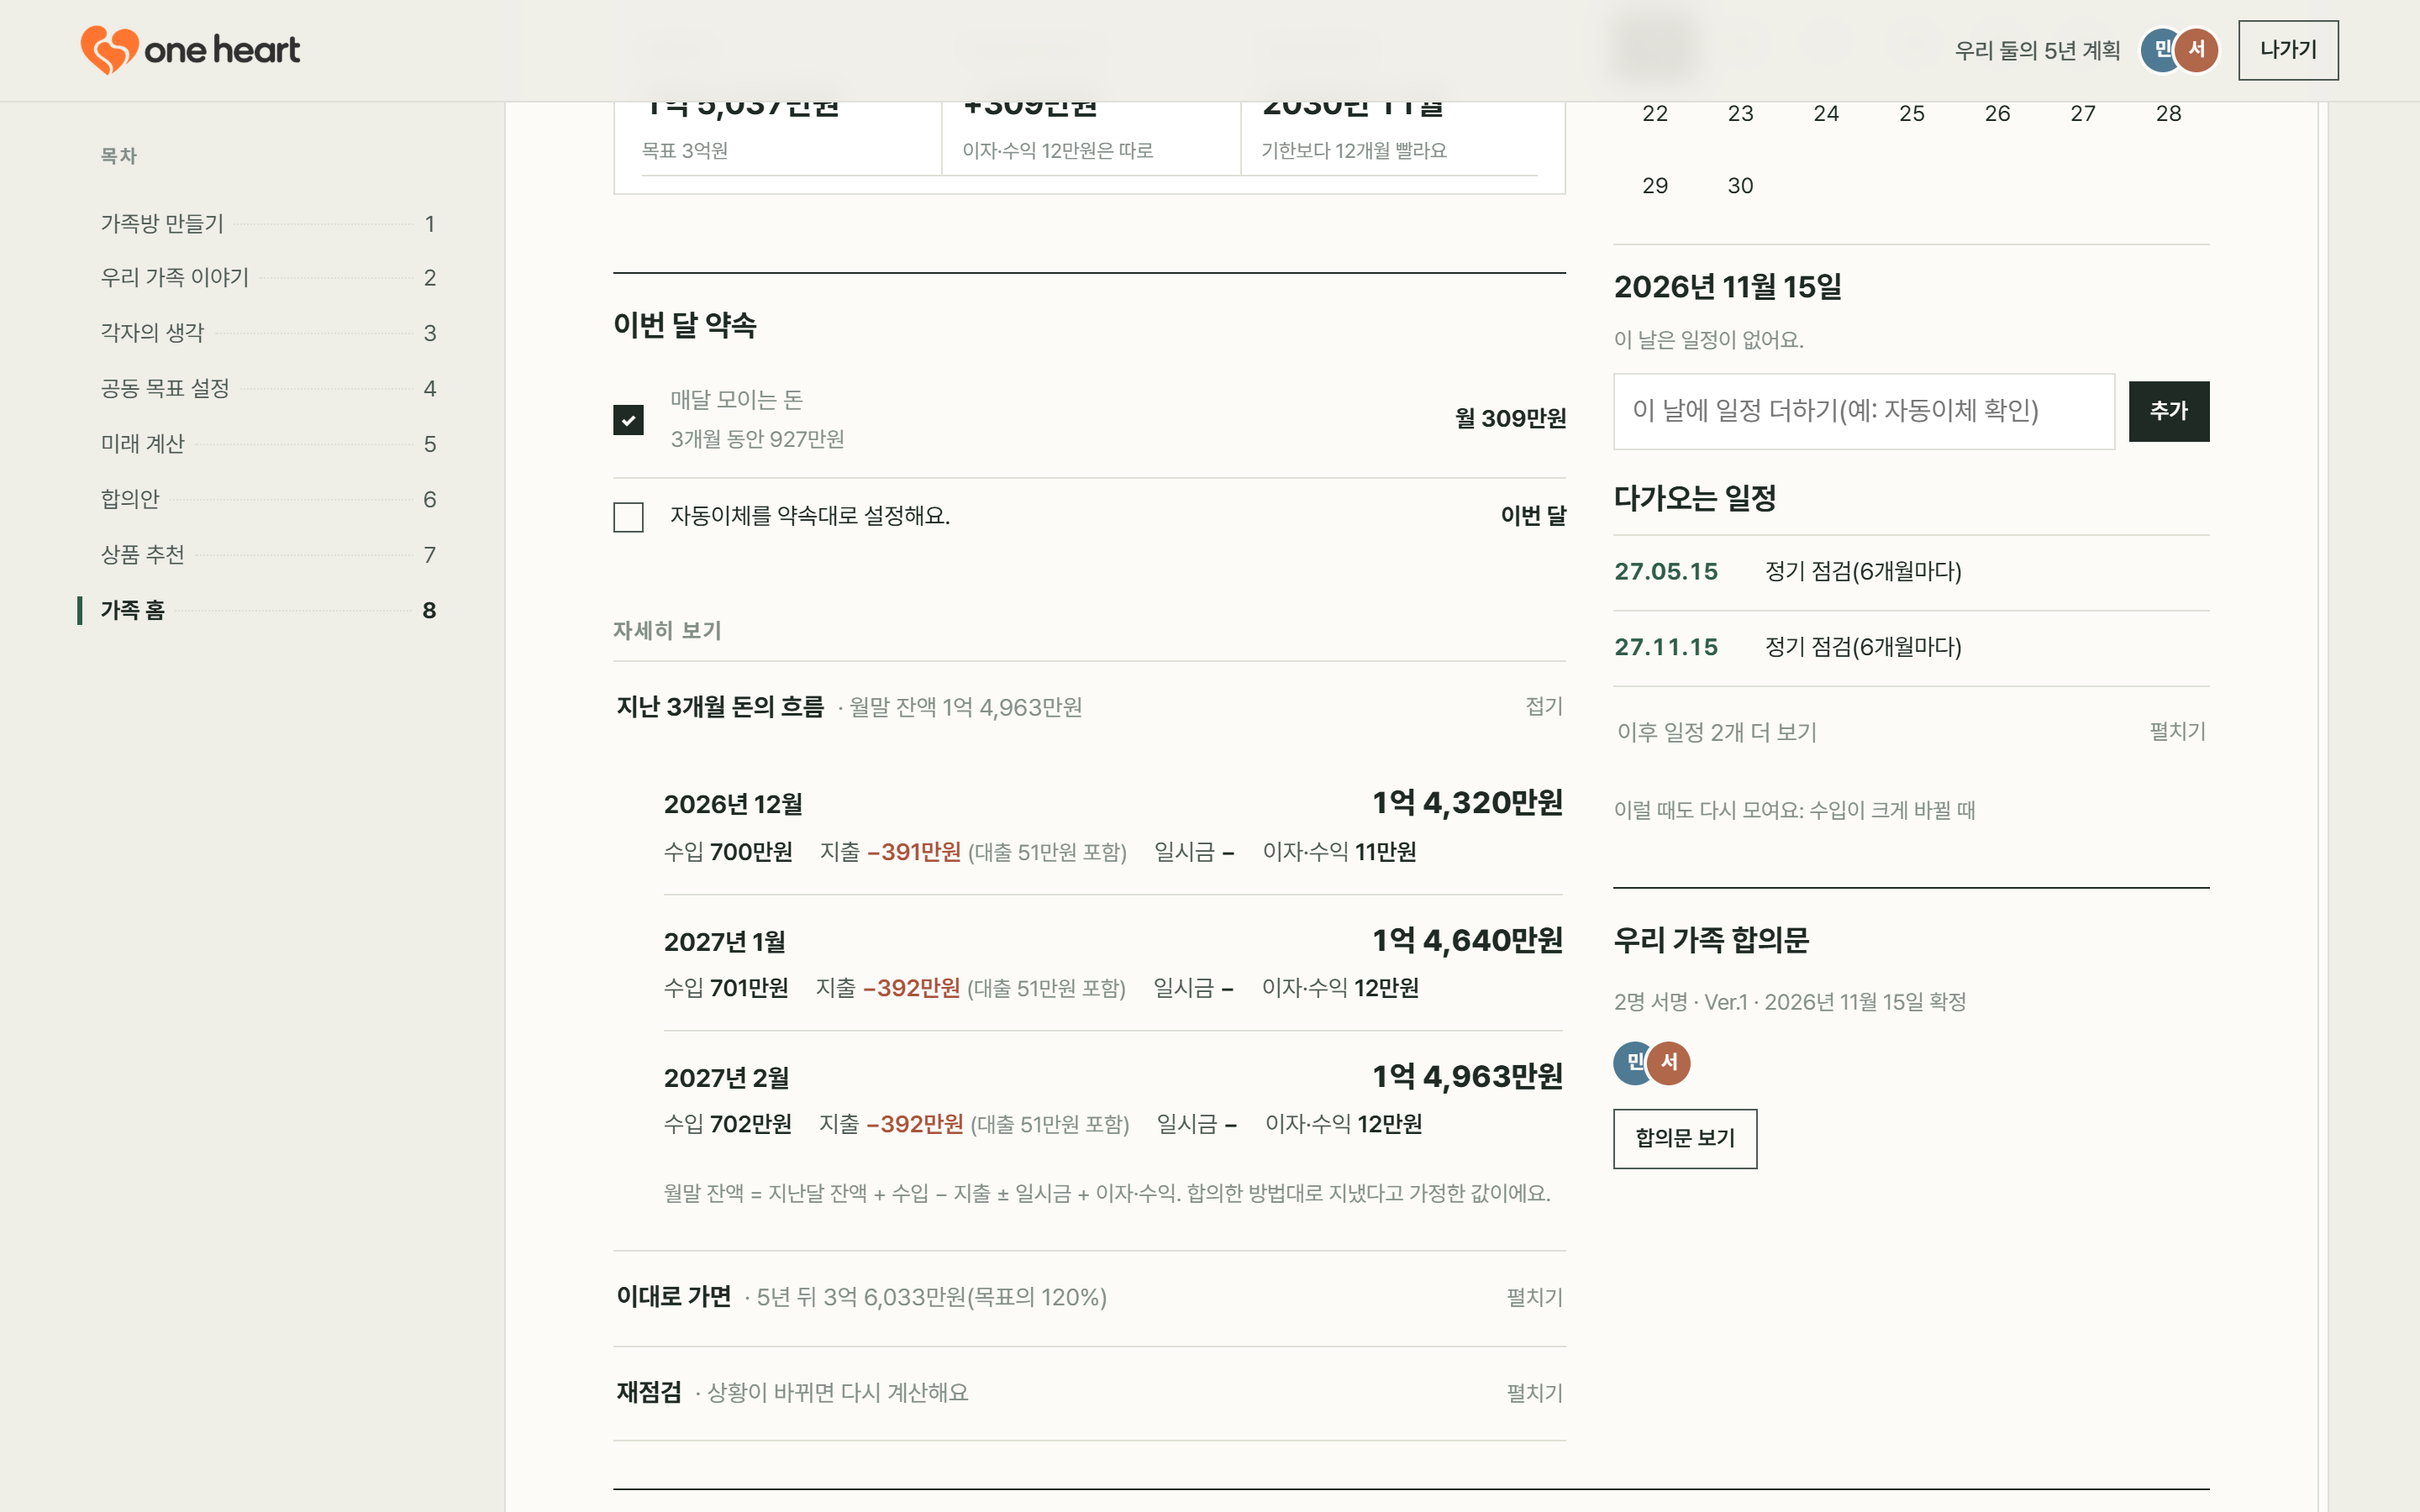 one heart
우리 둘의 5년 계획
민
서
나가기
목차
가족방 만들기 1
우리 가족 이야기 2
각자의 생각 3
공동 목표 설정 4
미래 계산 5
합의안 6
상품 추천 7
가족 홈 8
1억 5,037만원
+309만원
2030년 11월
목표 3억원
이자·수익 12만원은 따로
기한보다 12개월 빨라요
이번 달 약속
매달 모이는 돈
3개월 동안 927만원
월 309만원
자동이체를 약속대로 설정해요.
이번 달
자세히 보기
지난 3개월 돈의 흐름 · 월말 잔액 1억 4,963만원
접기
2026년 12월
1억 4,320만원
수입 700만원 지출 −391만원 (대출 51만원 포함) 일시금 – 이자·수익 11만원
2027년 1월
1억 4,640만원
수입 701만원 지출 −392만원 (대출 51만원 포함) 일시금 – 이자·수익 12만원
2027년 2월
1억 4,963만원
수입 702만원 지출 −392만원 (대출 51만원 포함) 일시금 – 이자·수익 12만원
월말 잔액 = 지난달 잔액 + 수입 − 지출 ± 일시금 + 이자·수익. 합의한 방법대로 지냈다고 가정한 값이에요.
이대로 가면 · 5년 뒤 3억 6,033만원(목표의 120%)
펼치기
재점검 · 상황이 바뀌면 다시 계산해요
펼치기
22 23 24 25 26 27 28
29 30
2026년 11월 15일
이 날은 일정이 없어요.
이 날에 일정 더하기(예: 자동이체 확인)
추가
다가오는 일정
27.05.15 정기 점검(6개월마다)
27.11.15 정기 점검(6개월마다)
이후 일정 2개 더 보기
펼치기
이럴 때도 다시 모여요: 수입이 크게 바뀔 때
우리 가족 합의문
2명 서명 · Ver.1 · 2026년 11월 15일 확정
민
서
합의문 보기